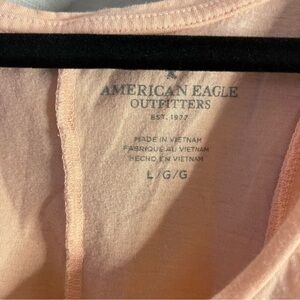 AMERICAN EAGLE
OUTFITTERS
EST. 1977
MADE IN VIETNAM
FABRIQUÉ AU VIETNAM
HECHO EN VIETNAM
L/G/G